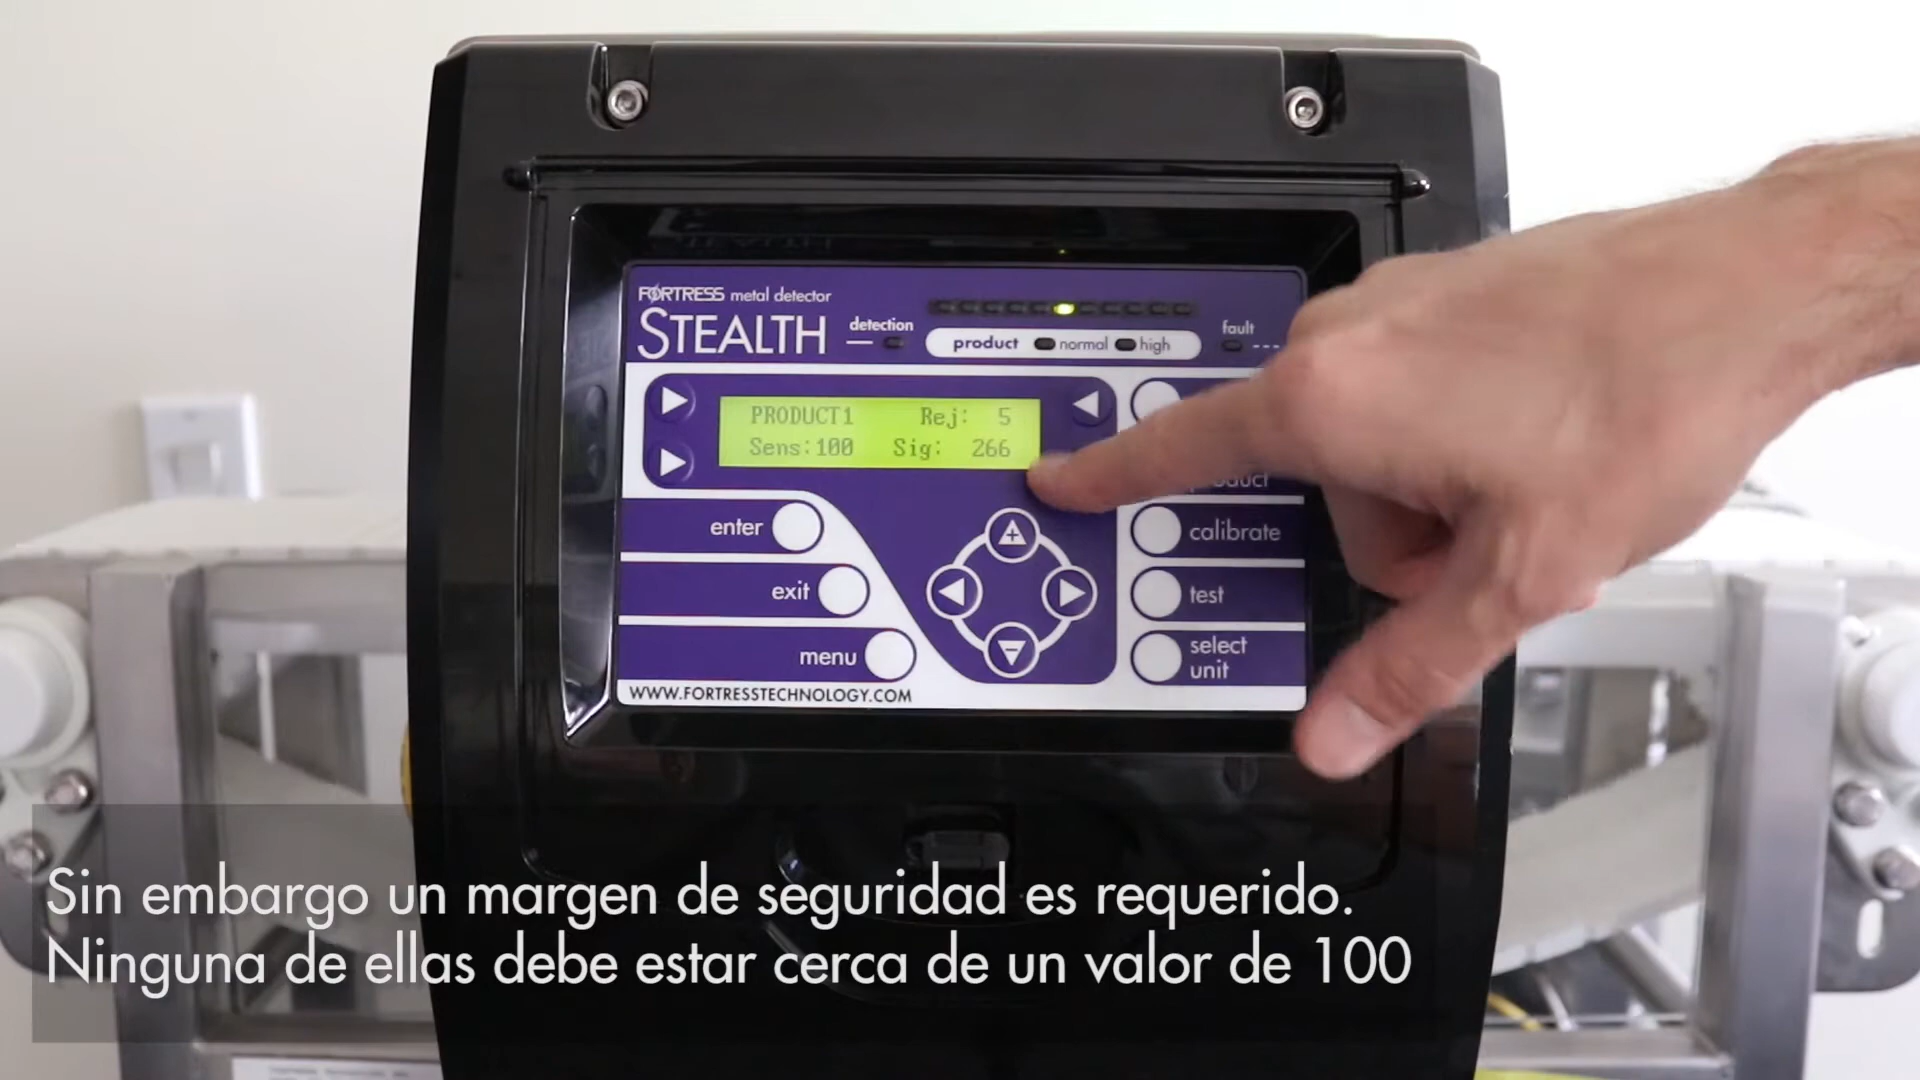 FORTRESS metal detector
STEALTH
detection
product normal high
fault
PRODUCT1 Rej: 5
Sens:100 Sig: 266
product
enter
calibrate
exit
test
menu
select
unit
WWW.FORTRESSTECHNOLOGY.COM
Sin embargo un margen de seguridad es requerido.
Ninguna de ellas debe estar cerca de un valor de 100